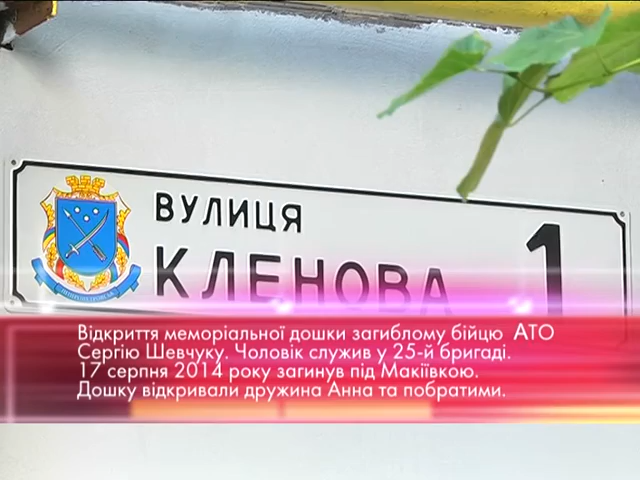 ВУЛИЦЯ
КЛЕНОВА 1
ДНІПРОПЕТРОВСЬК
Відкриття меморіальної дошки загиблому бійцю АТО
Сергію Шевчуку. Чоловік служив у 25-й бригаді.
17 серпня 2014 року загинув під Макіївкою.
Дошку відкривали дружина Анна та побратими.